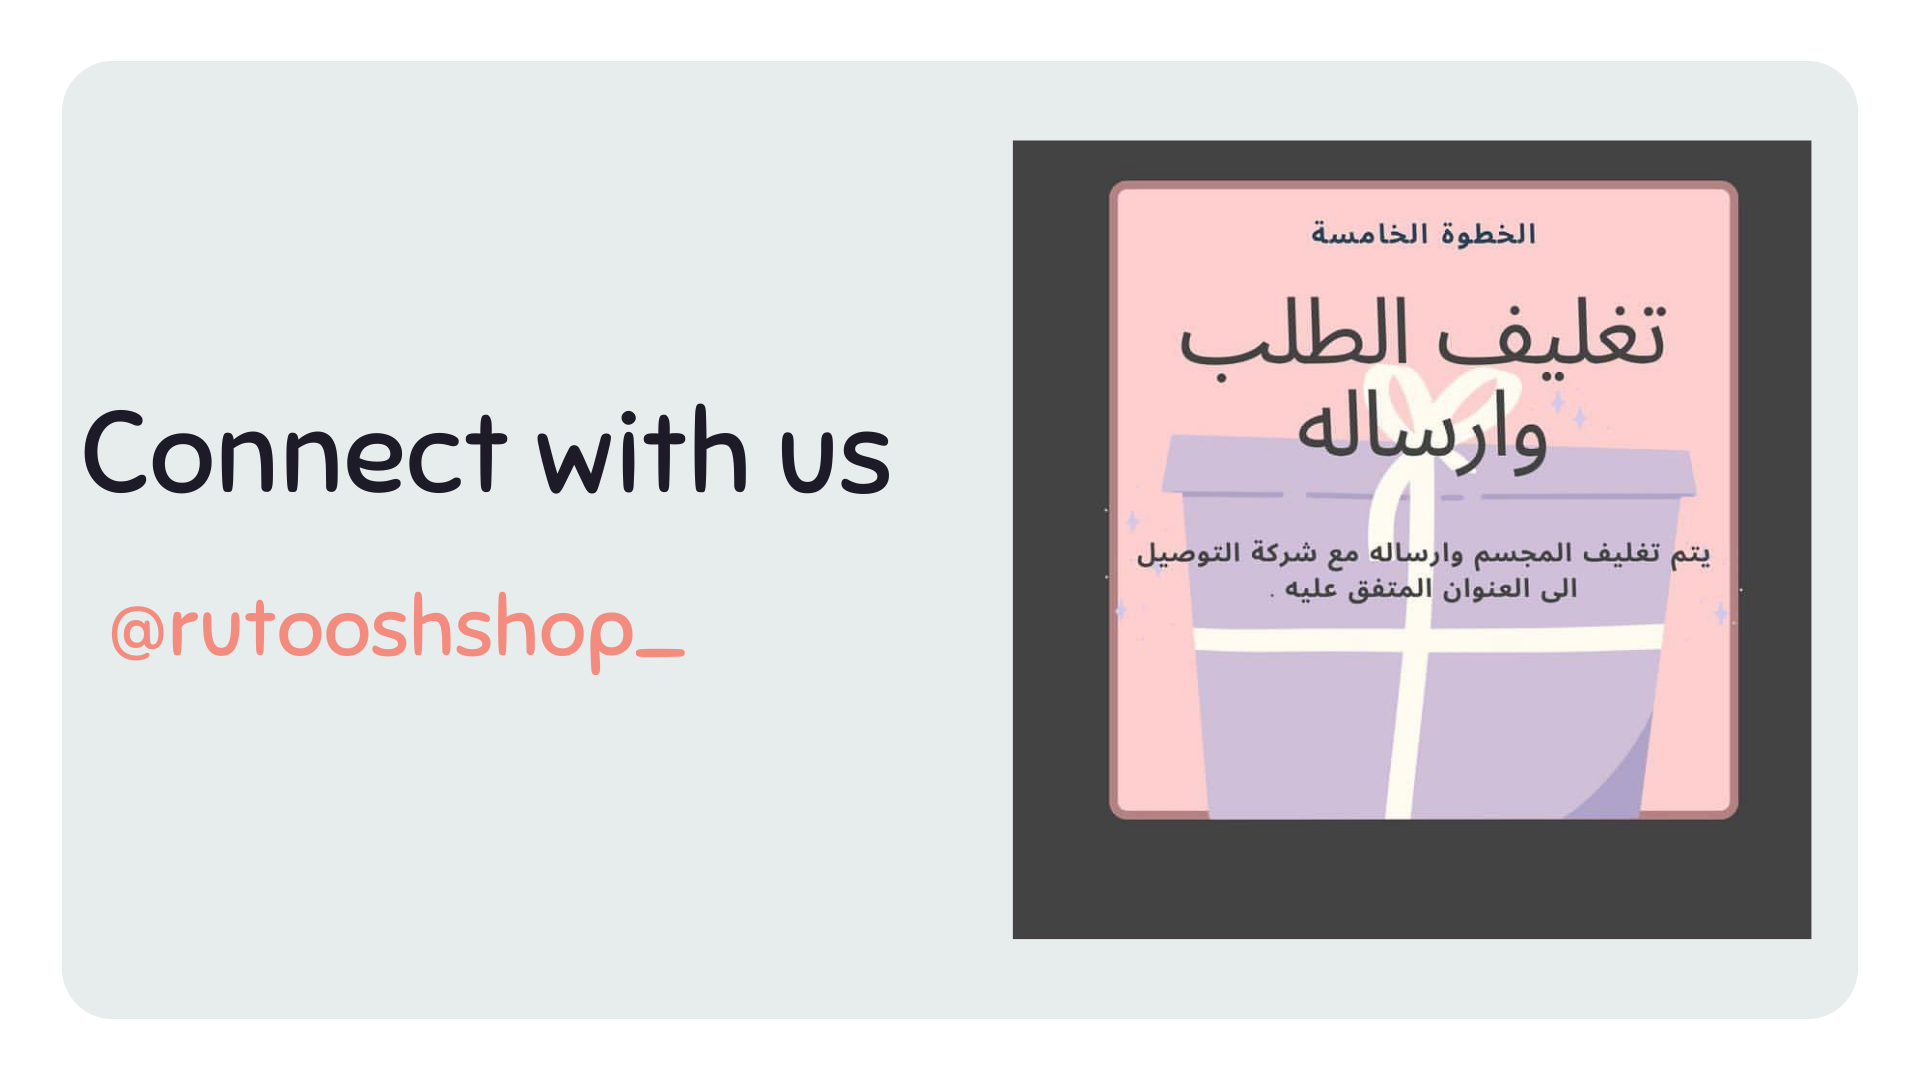 Connect with us
@rutooshshop_
الخطوة الخامسة
تغليف الطلب
وارساله
يتم تغليف المجسم وارساله مع شركة التوصيل
الى العنوان المتفق عليه .